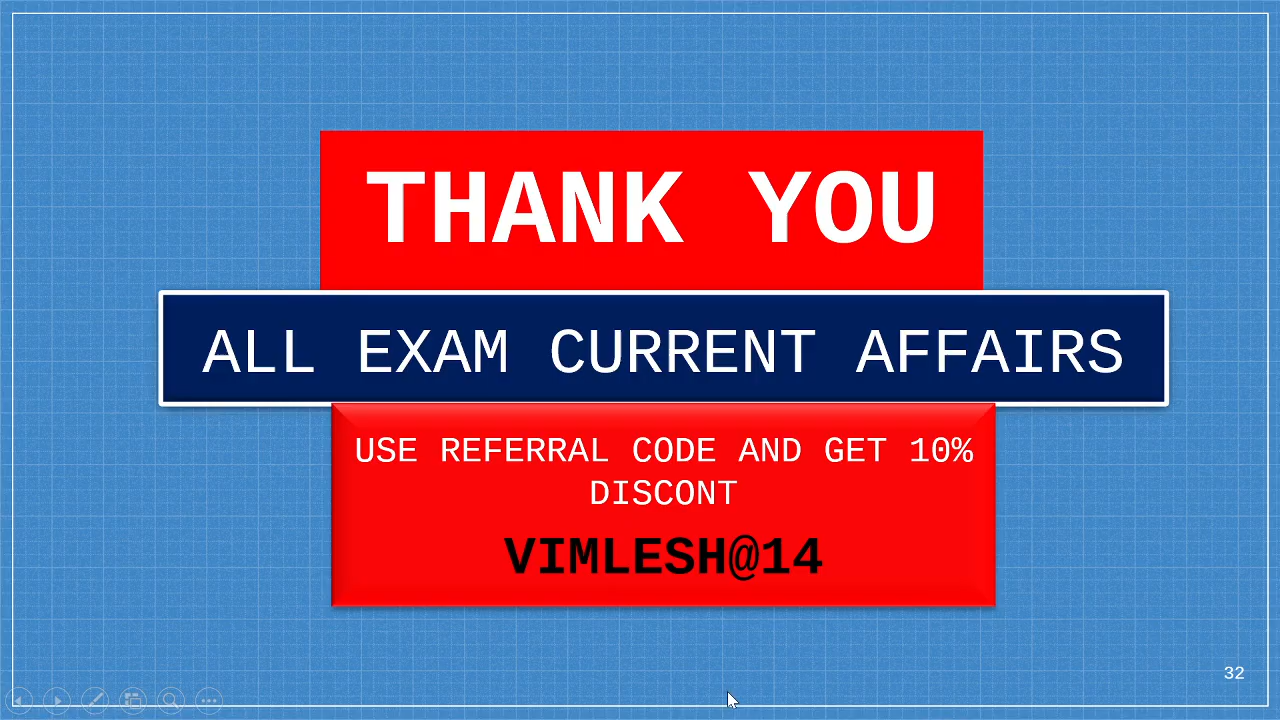 THANK YOU
ALL EXAM CURRENT AFFAIRS
USE REFERRAL CODE AND GET 10%
DISCONT
VIMLESH@14
32